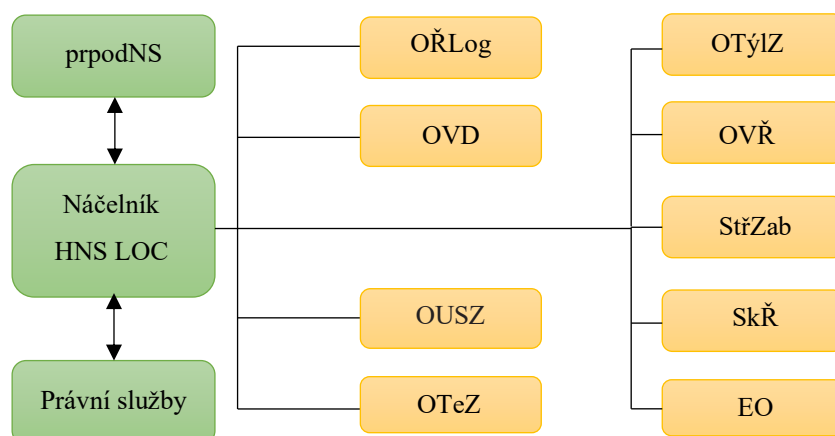 prpodNS
Náčelník
HNS LOC
Právní služby
OŘLog
OVD
OUSZ
OTeZ
OTýlZ
OVŘ
StřZab
SkŘ
EO